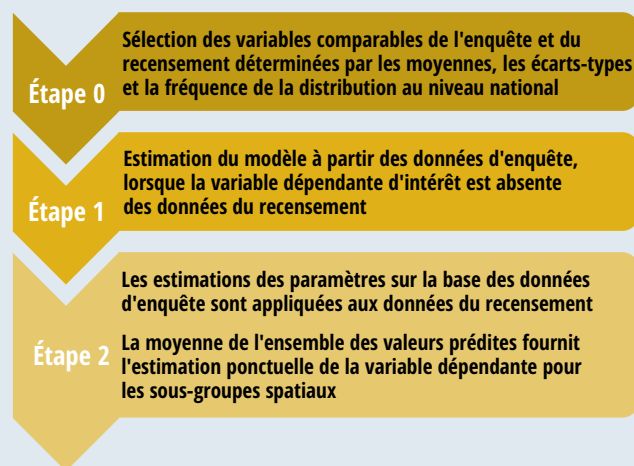 Étape 0
Sélection des variables comparables de l'enquête et du
recensement déterminées par les moyennes, les écarts-types
et la fréquence de la distribution au niveau national
Étape 1
Estimation du modèle à partir des données d'enquête,
lorsque la variable dépendante d'intérêt est absente
des données du recensement
Étape 2
Les estimations des paramètres sur la base des données
d'enquête sont appliquées aux données du recensement
La moyenne de l'ensemble des valeurs prédites fournit
l'estimation ponctuelle de la variable dépendante pour
les sous-groupes spatiaux